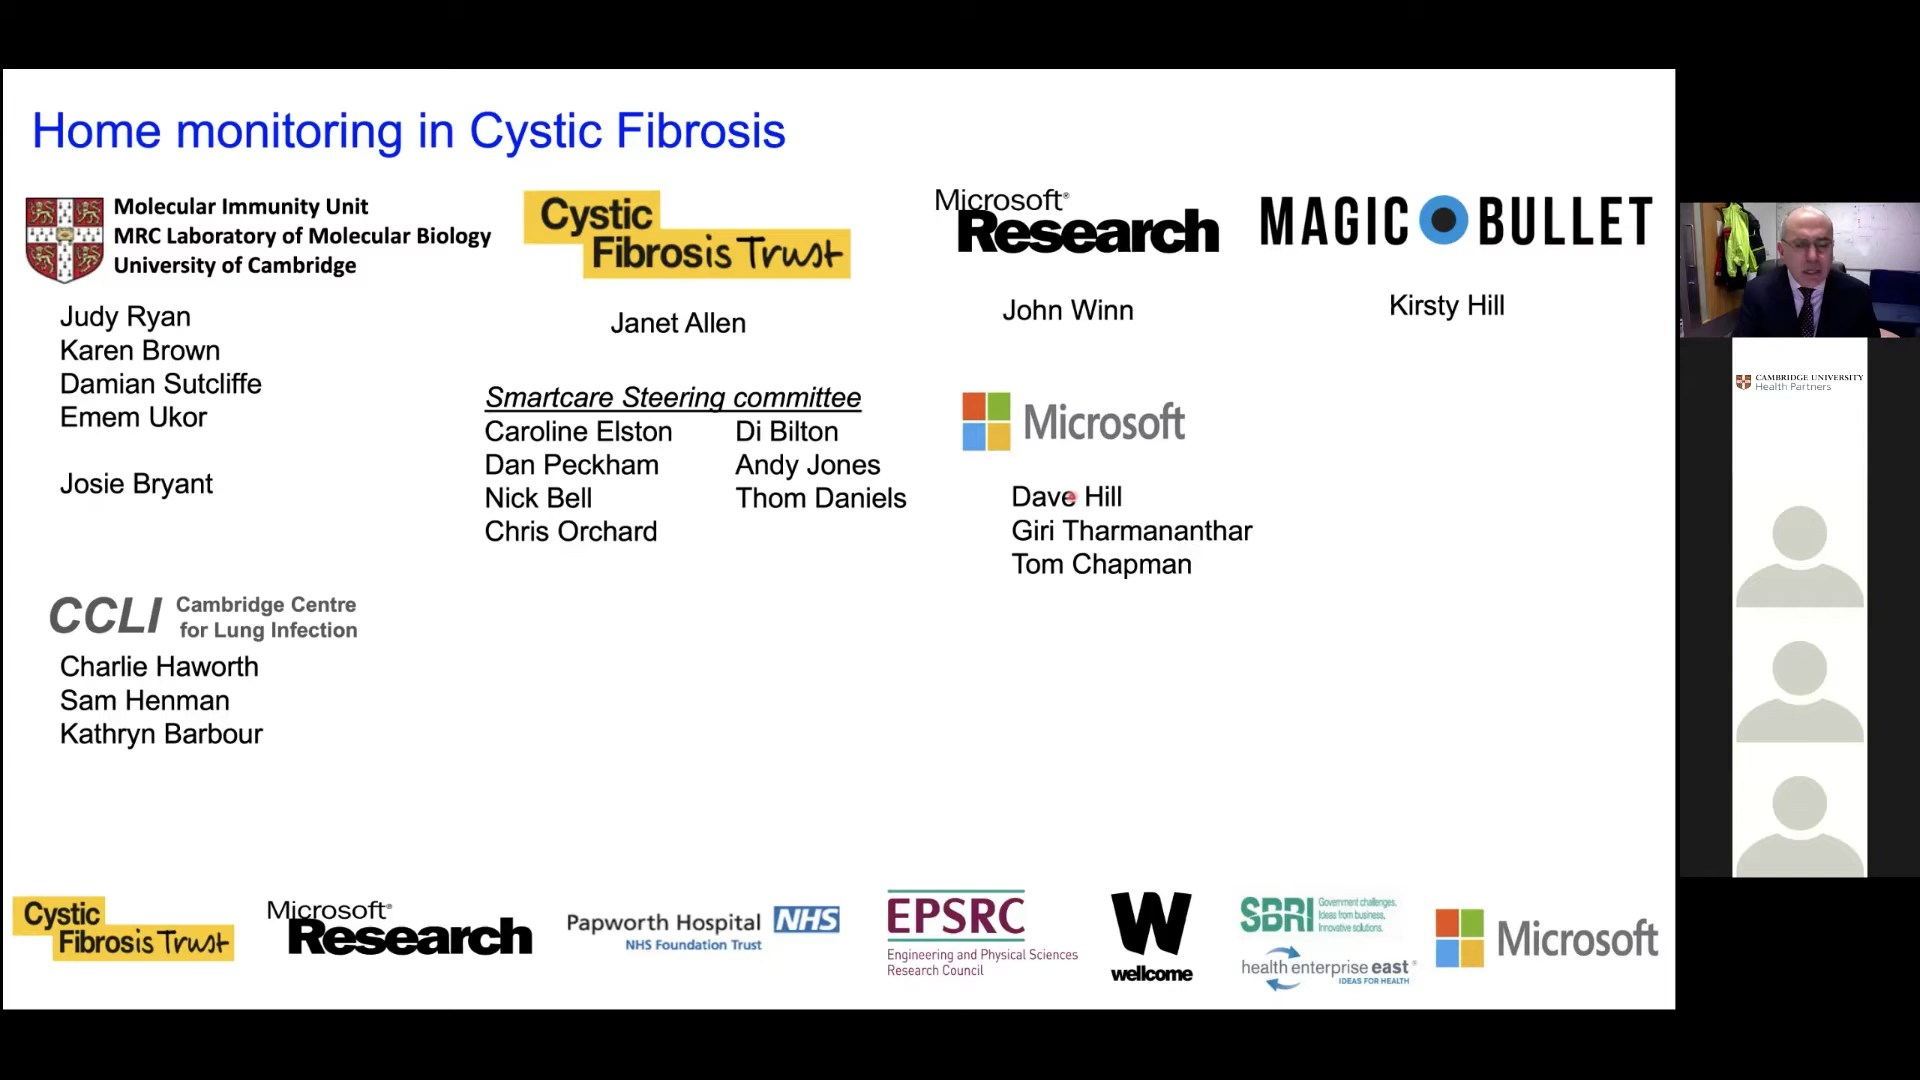 Home monitoring in Cystic Fibrosis
Molecular Immunity Unit
MRC Laboratory of Molecular Biology
University of Cambridge
Judy Ryan
Karen Brown
Damian Sutcliffe
Emem Ukor
Josie Bryant
CCLI Cambridge Centre
for Lung Infection
Charlie Haworth
Sam Henman
Kathryn Barbour
Cystic
Fibrosis Trust
Janet Allen
Smartcare Steering committee
Caroline Elston Di Bilton
Dan Peckham Andy Jones
Nick Bell Thom Daniels
Chris Orchard
Microsoft®
Research
John Winn
Microsoft
Dave Hill
Giri Tharmananthar
Tom Chapman
MAGIC BULLET
Kirsty Hill
Cystic
Fibrosis Trust
Microsoft®
Research
Papworth Hospital NHS
NHS Foundation Trust
EPSRC
Engineering and Physical Sciences
Research Council
W
wellcome
SBRI
Government challenges.
Ideas from business.
Innovative solutions.
health enterprise east®
IDEAS FOR HEALTH
Microsoft
CAMBRIDGE UNIVERSITY
Health Partners